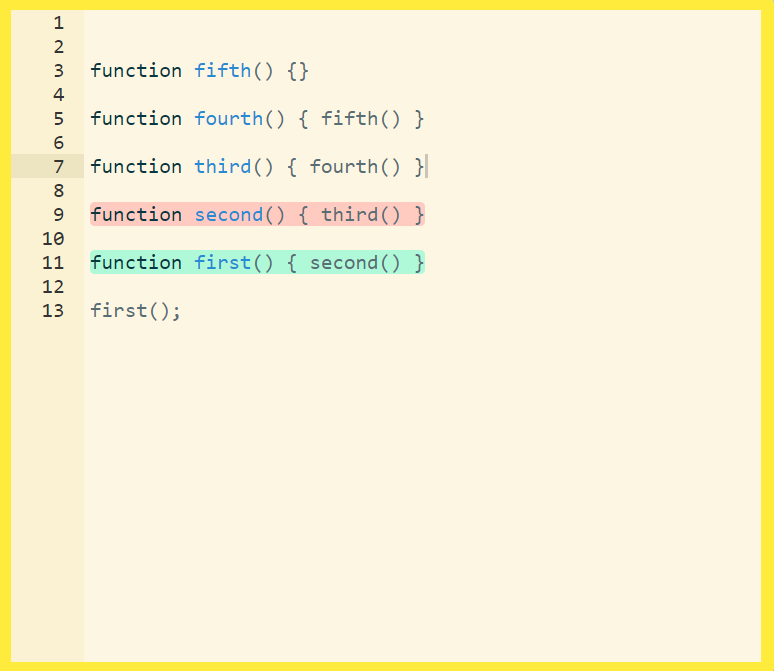 1
2
3 function fifth() {}
4
5 function fourth() { fifth() }
6
7 function third() { fourth() }
8
9 function second() { third() }
10
11 function first() { second() }
12
13 first();